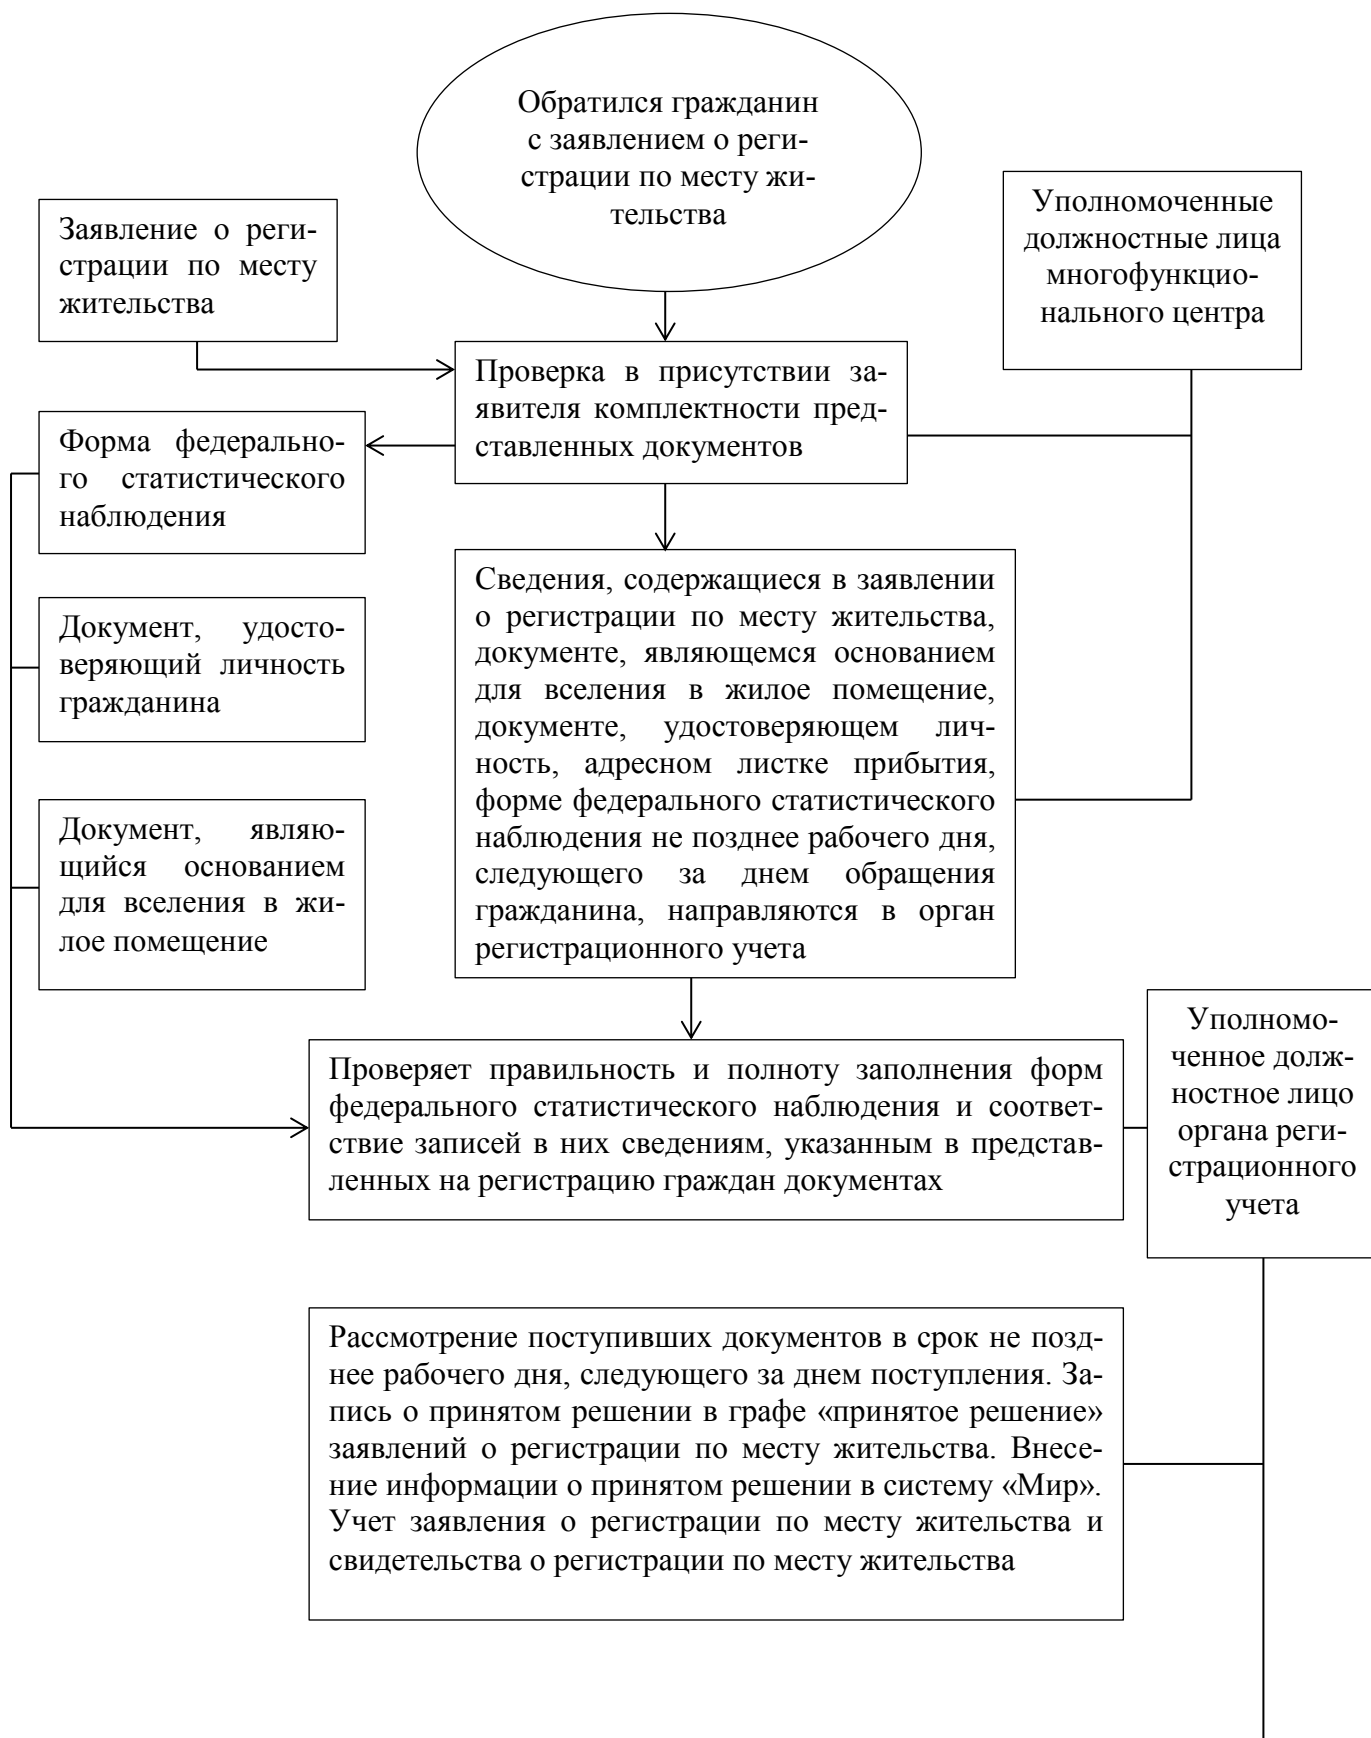 Обратился гражданин
с заявлением о реги-
страции по месту жи-
тельства
Заявление о реги-
страции по месту
жительства
Уполномоченные
должностные лица
многофункцио-
нального центра
Проверка в присутствии за-
явителя комплектности пред-
ставленных документов
Форма федерально-
го статистического
наблюдения
Документ, удосто-
веряющий личность
гражданина
Документ, являю-
щийся основанием
для вселения в жи-
лое помещение
Сведения, содержащиеся в заявлении
о регистрации по месту жительства,
документе, являющемся основанием
для вселения в жилое помещение,
документе, удостоверяющем лич-
ность, адресном листке прибытия,
форме федерального статистического
наблюдения не позднее рабочего дня,
следующего за днем обращения
гражданина, направляются в орган
регистрационного учета
Проверяет правильность и полноту заполнения форм
федерального статистического наблюдения и соответ-
ствие записей в них сведениям, указанным в представ-
ленных на регистрацию граждан документах
Уполномо-
ченное долж-
ностное лицо
органа реги-
страционного
учета
Рассмотрение поступивших документов в срок не позд-
нее рабочего дня, следующего за днем поступления. За-
пись о принятом решении в графе «принятое решение»
заявлений о регистрации по месту жительства. Внесе-
ние информации о принятом решении в систему «Мир».
Учет заявления о регистрации по месту жительства и
свидетельства о регистрации по месту жительства